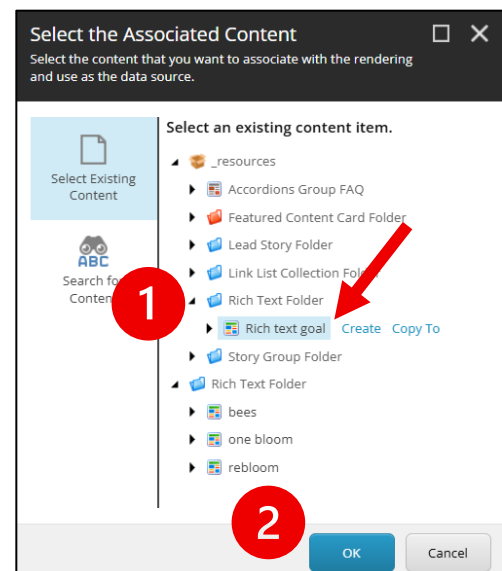 Select the Associated Content
Select the content that you want to associate with the rendering
and use as the data source.
Select Existing
Content
ABC
Search for
Select an existing content item.
_resources
Accordions Group FAQ
Featured Content Card Folder
Lead Story Folder
Link List Collection
1
Rich Text Folder
Rich text goal Create Copy To
Story Group Folder
Rich Text Folder
bees
one bloom
rebloom
2
OK Cancel